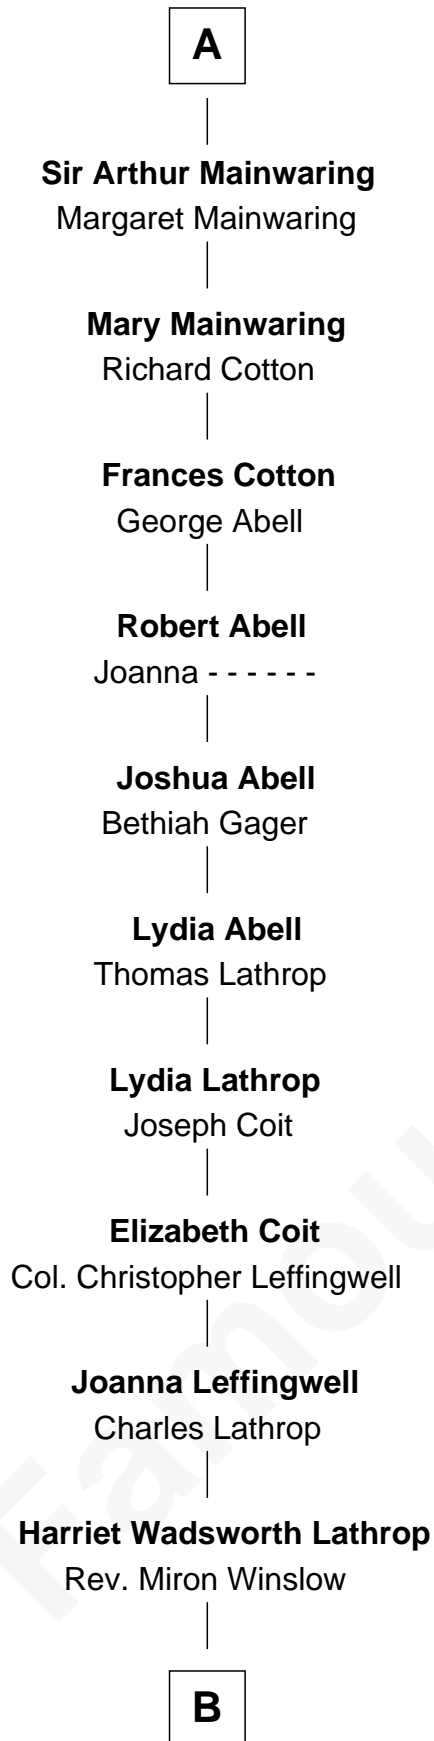 A
Sir Arthur Mainwaring
Margaret Mainwaring
Mary Mainwaring
Richard Cotton
Frances Cotton
George Abell
Robert Abell
Joanna - - - - - -
Joshua Abell
Bethiah Gager
Lydia Abell
Thomas Lathrop
Lydia Lathrop
Joseph Coit
Elizabeth Coit
Col. Christopher Leffingwell
Joanna Leffingwell
Charles Lathrop
Harriet Wadsworth Lathrop
Rev. Miron Winslow
B
Famou